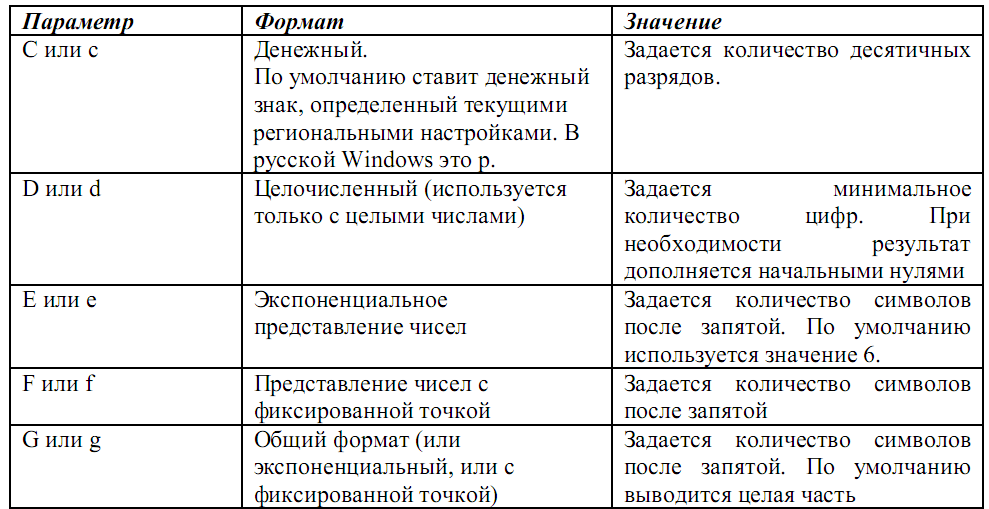 Параметр
Формат
Значение
C или c
Денежный.
По умолчанию ставит денежный
знак, определенный текущими
региональными настройками. В
русской Windows это р.
Задается количество десятичных
разрядов.
D или d
Целочисленный (используется
только с целыми числами)
Задается минимальное
количество цифр. При
необходимости результат
дополняется начальными нулями
E или e
Экспоненциальное
представление чисел
Задается количество символов
после запятой. По умолчанию
используется значение 6.
F или f
Представление чисел с
фиксированной точкой
Задается количество символов
после запятой
G или g
Общий формат (или
экспоненциальный, или с
фиксированной точкой)
Задается количество символов
после запятой. По умолчанию
выводится целая часть